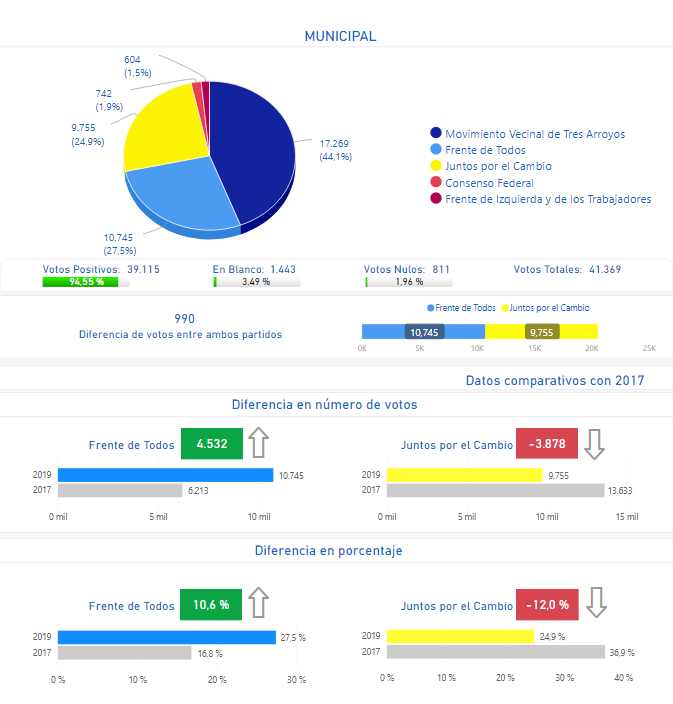 MUNICIPAL
604
(1,5%)
742
(1,9%)
9.755
(24,9%)
17.269
(44,1%)
10.745
(27,5%)
Movimiento Vecinal de Tres Arroyos
Frente de Todos
Juntos por el Cambio
Consenso Federal
Frente de Izquierda y de los Trabajadores
Votos Positivos: 39.115
94,55 %
En Blanco: 1.443
3,49 %
Votos Nulos: 811
1,96 %
Votos Totales: 41.369
990
Diferencia de votos entre ambos partidos
Frente de Todos Juntos por el Cambio
10,745 9,755
0K 5K 10K 15K 20K 25K
Datos comparativos con 2017
Diferencia en número de votos
Frente de Todos 4.532
2019 10.745
2017 6.213
0 mil 5 mil 10 mil
Juntos por el Cambio -3.878
2019 9.755
2017 13.633
0 mil 5 mil 10 mil 15 mil
Diferencia en porcentaje
Frente de Todos 10,6 %
2019 27,5 %
2017 16,8 %
0 % 10 % 20 % 30 %
Juntos por el Cambio -12,0 %
2019 24,9 %
2017 36,9 %
0 % 10 % 20 % 30 % 40 %